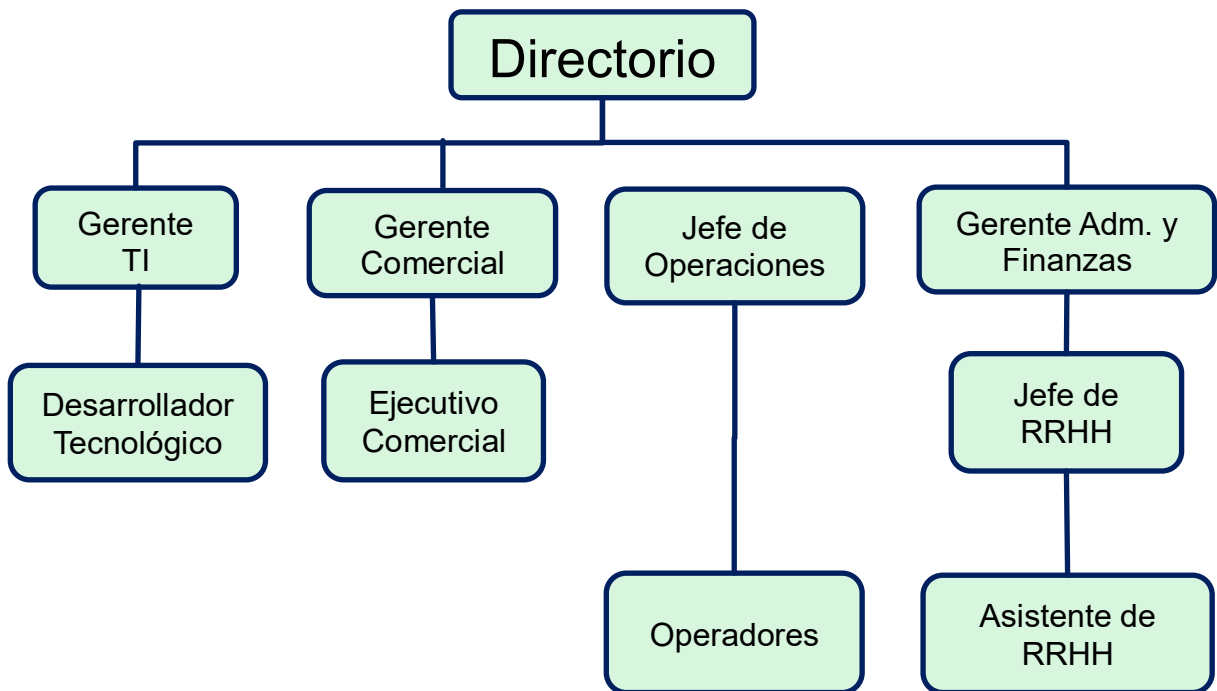 Directorio
Gerente
TI
Gerente
Comercial
Jefe de
Operaciones
Gerente Adm. y
Finanzas
Desarrollador
Tecnológico
Ejecutivo
Comercial
Jefe de
RRHH
Operadores
Asistente de
RRHH